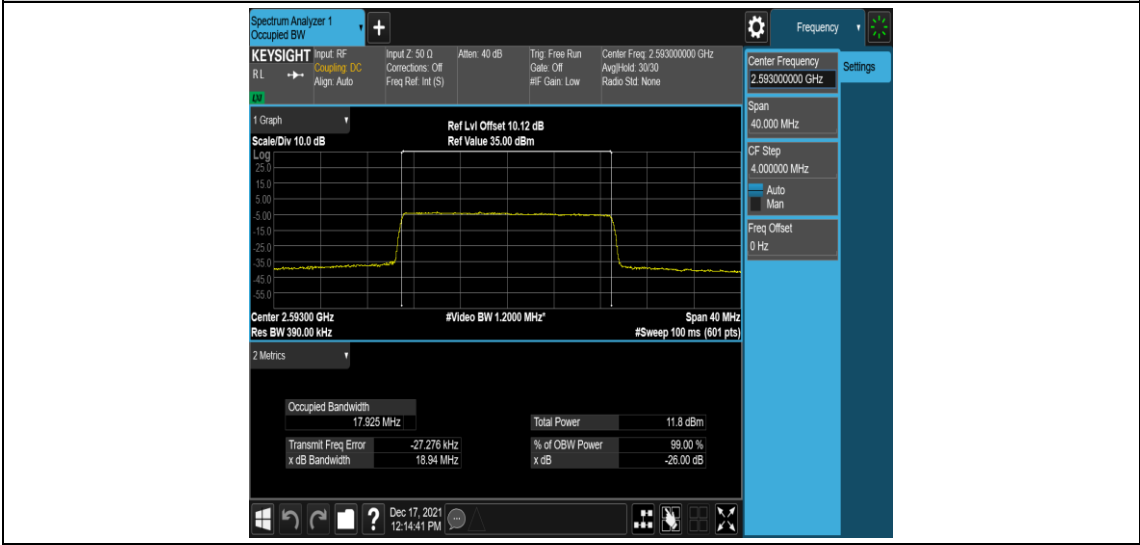 Spectrum Analyzer 1
Occupied BW
+
Frequency
KEYSIGHT
RL
LM
Input: RF
Coupling: DC
Align: Auto
Input Z: 50 Ω
Corrections: Off
Freq Ref: Int (S)
Atten: 40 dB
Trig: Free Run
Gate: Off
#IF Gain: Low
Center Freq: 2.593000000 GHz
Avg|Hold: 30/30
Radio Std: None
Center Frequency
2.593000000 GHz
Settings
Span
40.000 MHz
CF Step
4.000000 MHz
Auto
Man
Freq Offset
0 Hz
1 Graph
Scale/Div 10.0 dB
Ref Lvl Offset 10.12 dB
Ref Value 35.00 dBm
Log
25.0
15.0
5.00
-5.00
-15.0
-25.0
-35.0
-45.0
-55.0
Center 2.59300 GHz
Res BW 390.00 kHz
#Video BW 1.2000 MHz*
Span 40 MHz
#Sweep 100 ms (601 pts)
2 Metrics
Occupied Bandwidth
17.925 MHz
Total Power 11.8 dBm
Transmit Freq Error -27.276 kHz
% of OBW Power 99.00 %
x dB Bandwidth 18.94 MHz
x dB -26.00 dB
?
Dec 17, 2021
12:14:41 PM